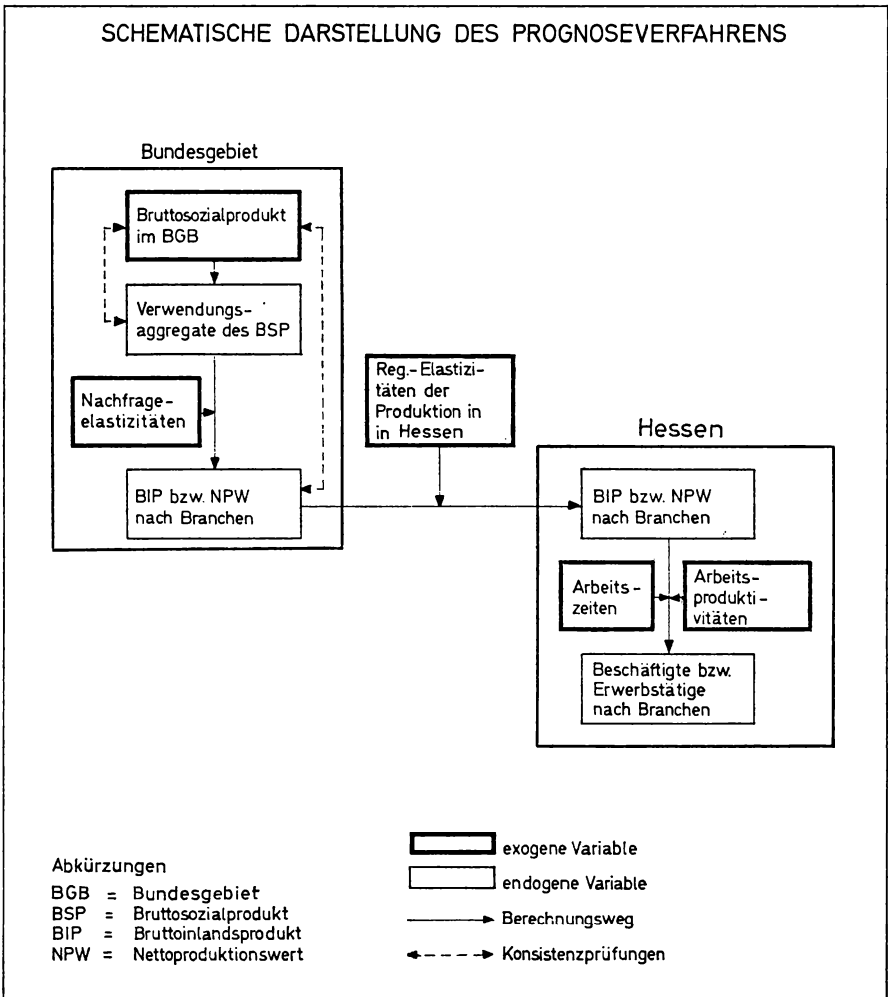 SCHEMATISCHE DARSTELLUNG DES PROGNOSEVERFAHRENS
Bundesgebiet
Bruttosozialprodukt
im BGB
Verwendungs-
aggregate des BSP
Nachfrage-
elastizitäten
BIP bzw. NPW
nach Branchen
Reg.-Elastizi-
täten der
Produktion in
in Hessen
Hessen
BIP bzw. NPW
nach Branchen
Arbeits-
zeiten
Arbeits-
produkti-
vitäten
Beschäftigte bzw.
Erwerbstätige
nach Branchen
Abkürzungen
BGB = Bundesgebiet
BSP = Bruttosozialprodukt
BIP = Bruttoinlandsprodukt
NPW = Nettoproduktionswert
exogene Variable
endogene Variable
Berechnungsweg
Konsistenzprüfungen